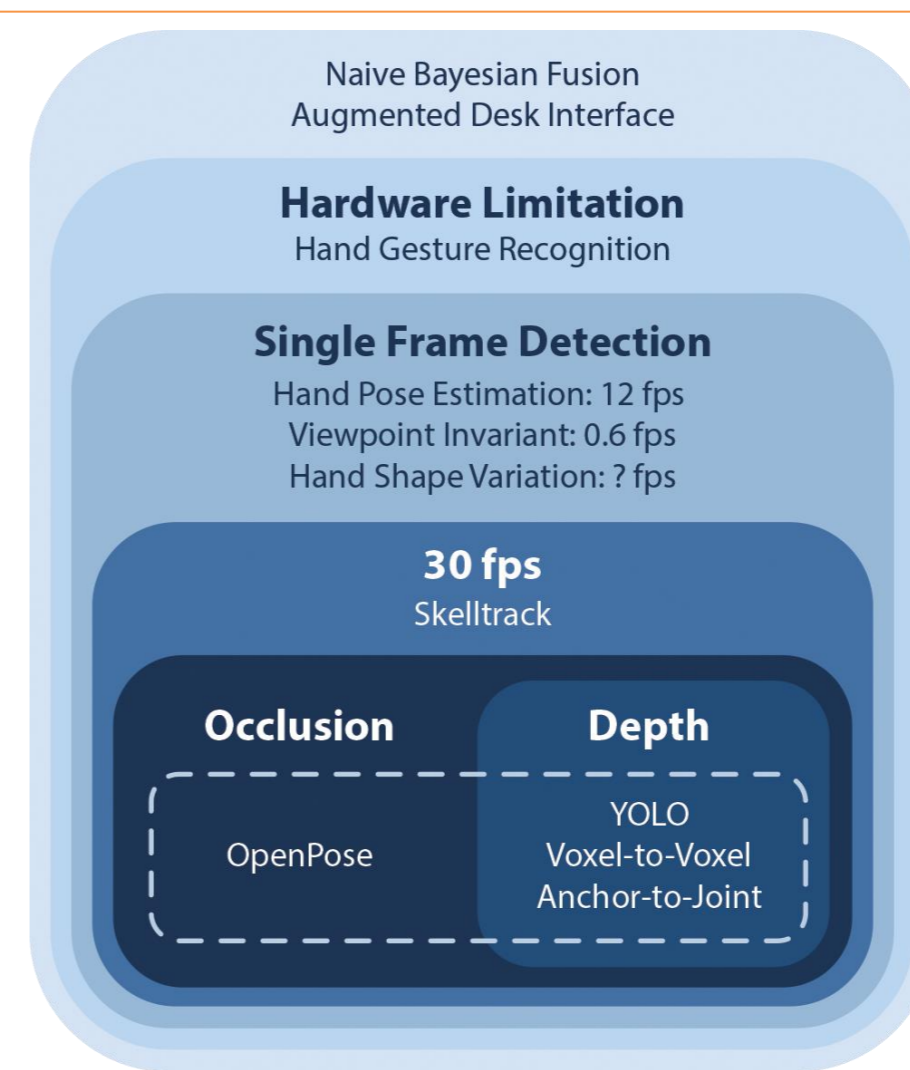 Naive Bayesian Fusion
Augmented Desk Interface
Hardware Limitation
Hand Gesture Recognition
Single Frame Detection
Hand Pose Estimation: 12 fps
Viewpoint Invariant: 0.6 fps
Hand Shape Variation: ? fps
30 fps
Skelltrack
Occlusion
Depth
OpenPose
YOLO
Voxel-to-Voxel
Anchor-to-Joint